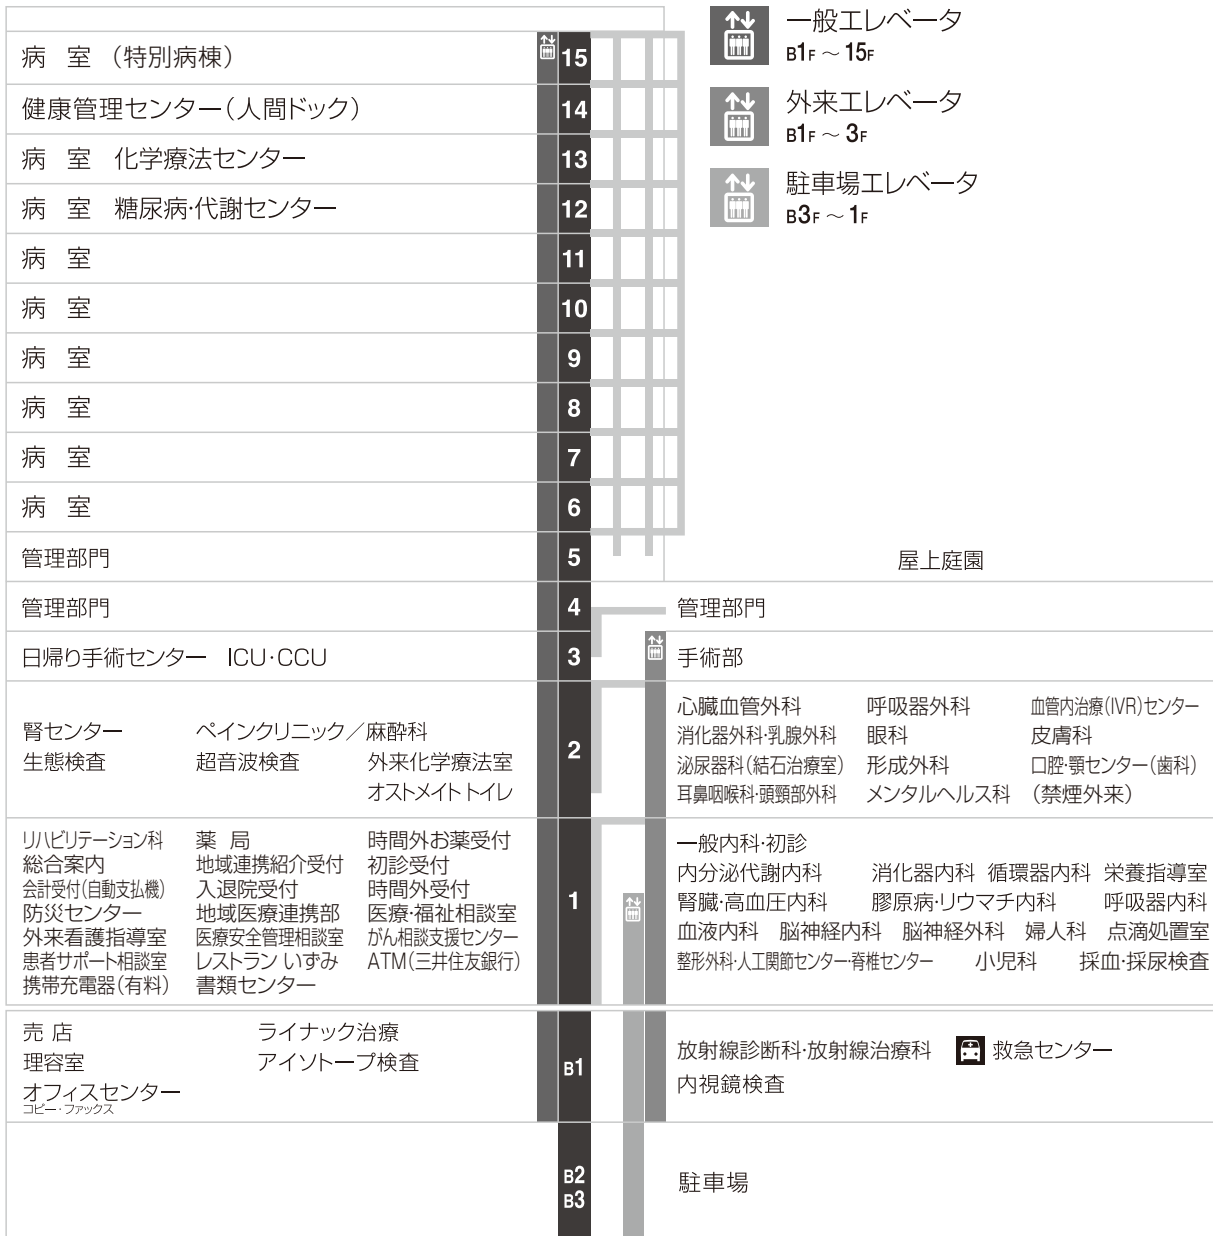 一般エレベータ
B1F ～ 15F
外来エレベータ
B1F ～ 3F
駐車場エレベータ
B3F ～ 1F
病 室 (特別病棟) 15
健康管理センター(人間ドック) 14
病 室 化学療法センター 13
病 室 糖尿病・代謝センター 12
病 室 11
病 室 10
病 室 9
病 室 8
病 室 7
病 室 6
管理部門 5 屋上庭園
管理部門 4 管理部門
日帰り手術センター ICU・CCU 3 手術部
腎センター ペインクリニック／麻酔科
生態検査 超音波検査 外来化学療法室
オストメイトトイレ
2
心臓血管外科 呼吸器外科 血管内治療(IVR)センター
消化器外科・乳腺外科 眼科 皮膚科
泌尿器科(結石治療室) 形成外科 口腔・顎センター(歯科)
耳鼻咽喉科・頭頸部外科 メンタルヘルス科 (禁煙外来)
リハビリテーション科 薬 局 時間外お薬受付
総合案内 地域連携紹介受付 初診受付
会計受付(自動支払機) 入退院受付 時間外受付
防災センター 地域医療連携部 医療・福祉相談室
外来看護指導室 医療安全管理相談室 がん相談支援センター
患者サポート相談室 レストラン いずみ ATM(三井住友銀行)
携帯充電器(有料) 書類センター
1
一般内科・初診
内分泌代謝内科 消化器内科 循環器内科 栄養指導室
腎臓・高血圧内科 膠原病・リウマチ内科 呼吸器内科
血液内科 脳神経内科 脳神経外科 婦人科 点滴処置室
整形外科・人工関節センター・脊椎センター 小児科 採血・採尿検査
売 店 ライナック治療
理容室 アイソトープ検査
オフィスセンター
コピー・ファックス
B1
放射線診断科・放射線治療科 救急センター
内視鏡検査
B2
B3
駐車場